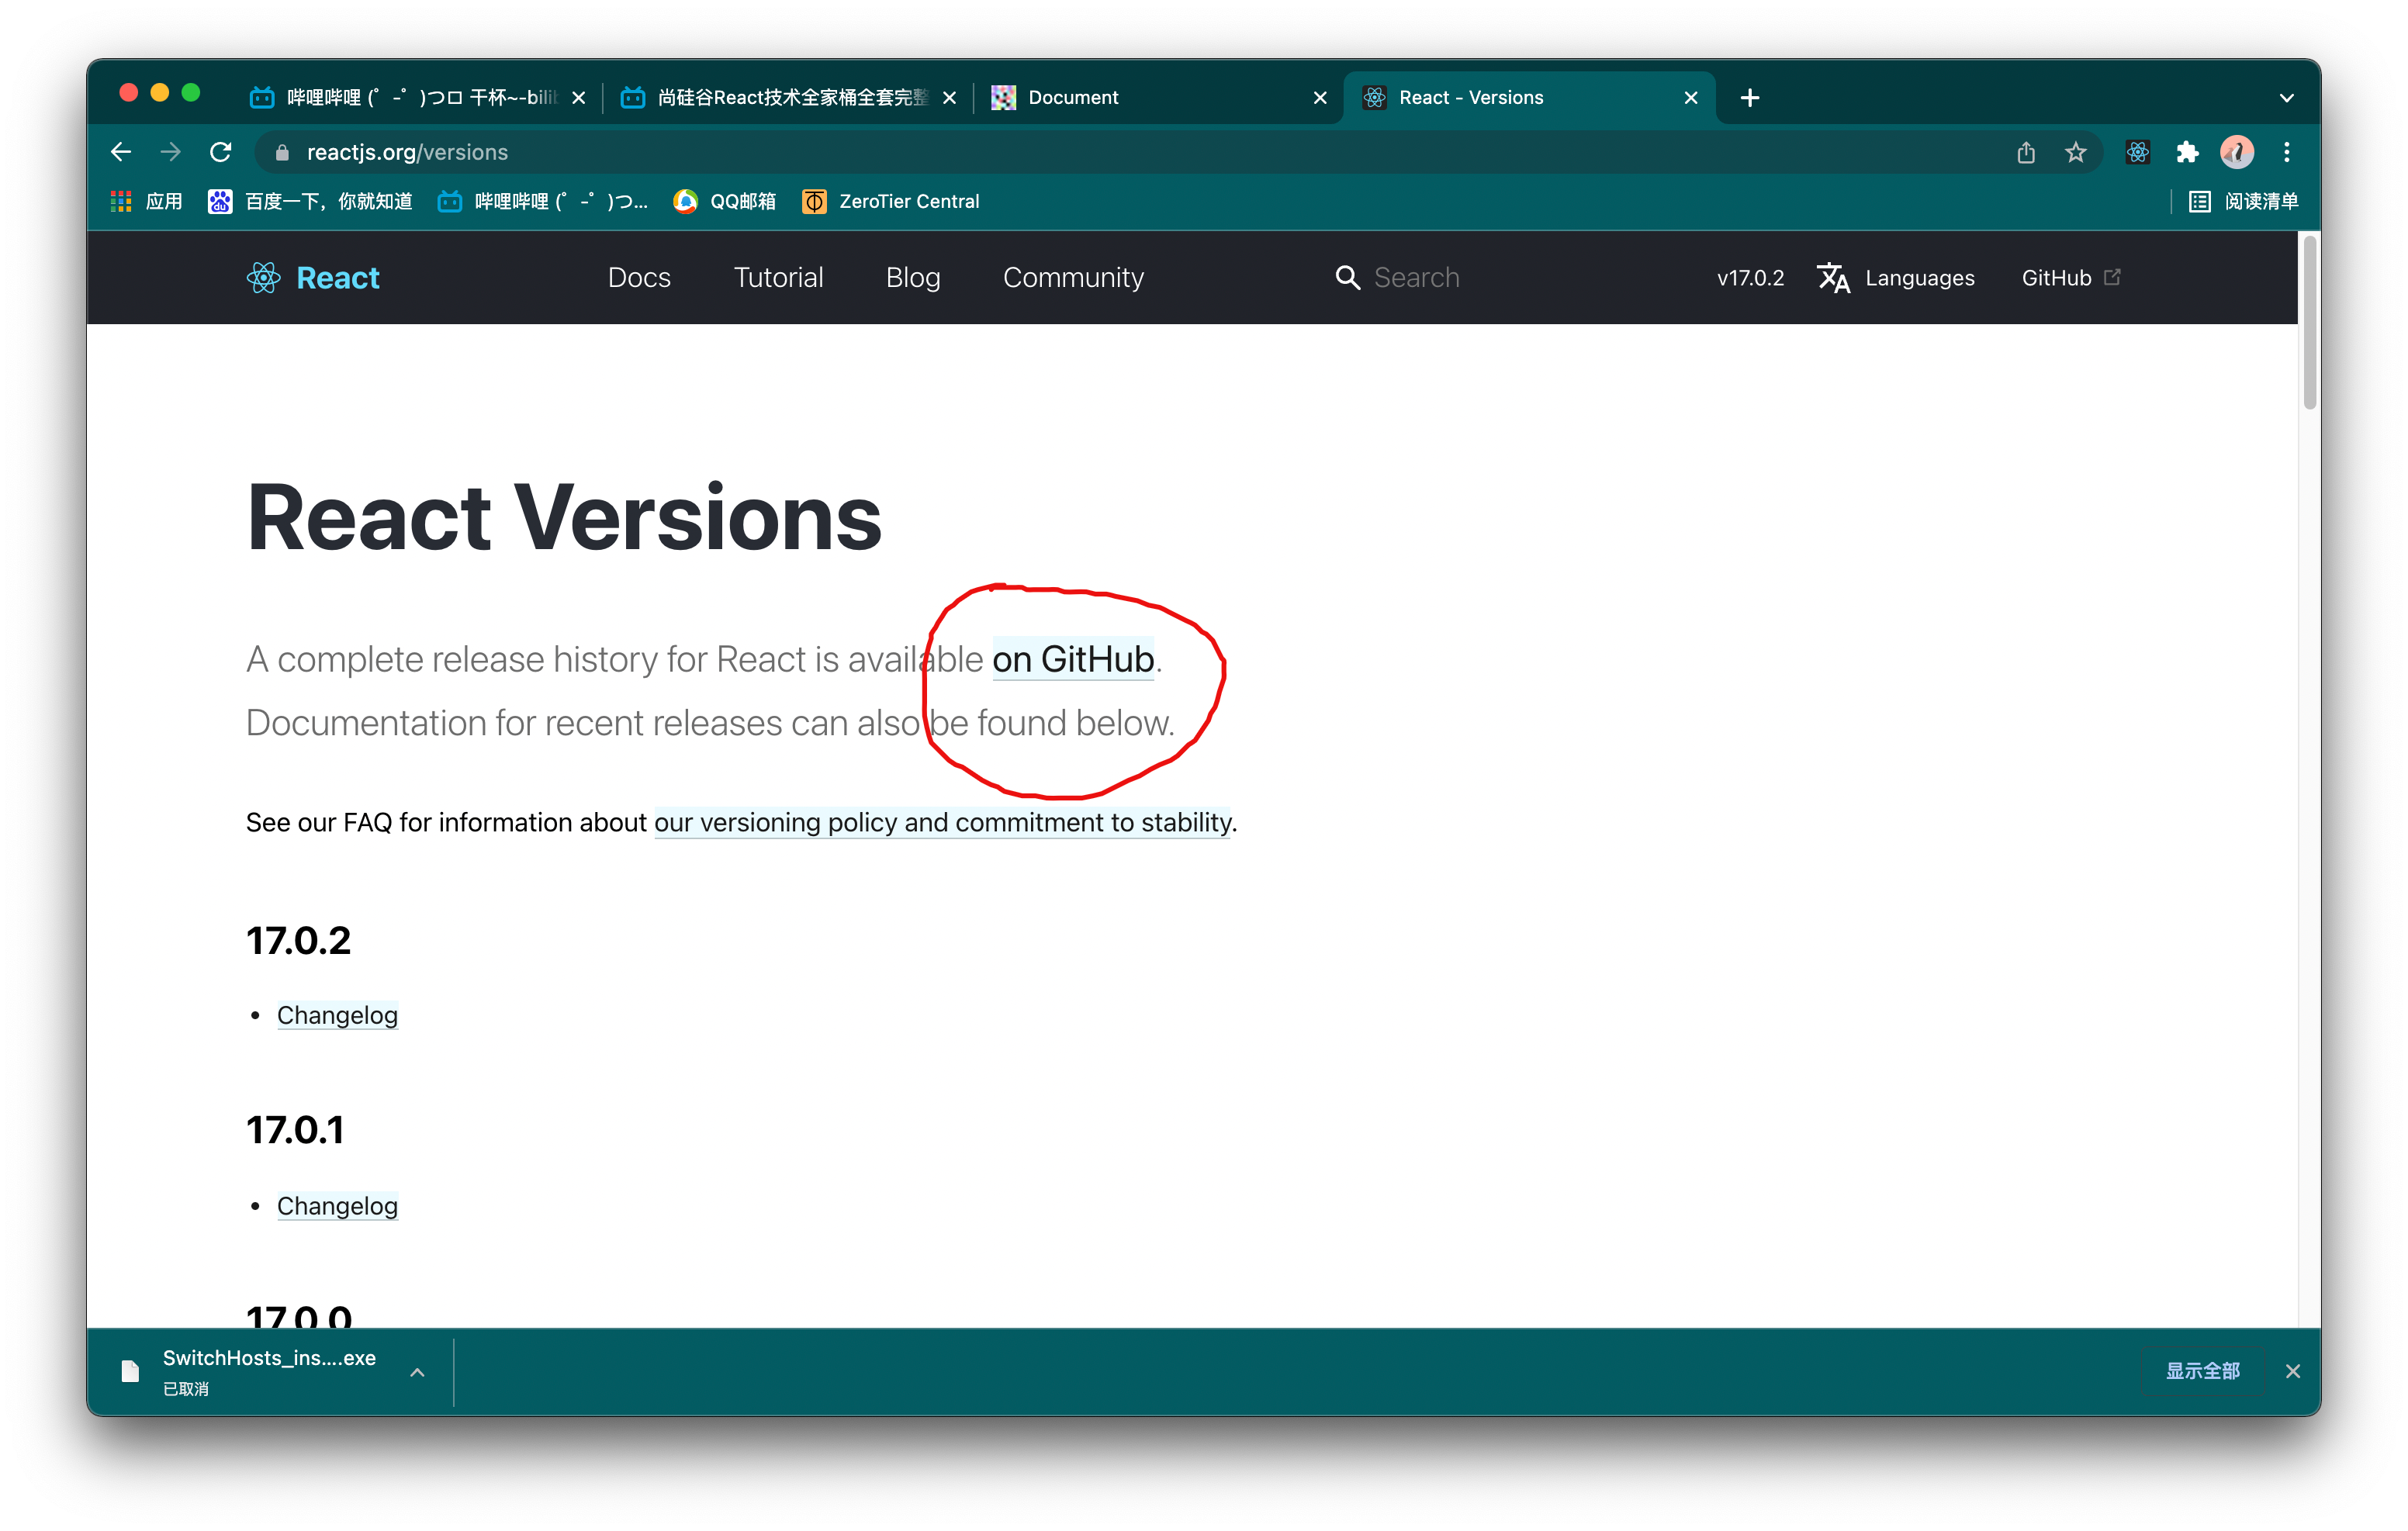 哔哩哔哩 (゜-゜)つロ 干杯~-bili
尚硅谷React技术全家桶全套完整
Document
React - Versions
reactjs.org/versions
应用
百度一下，你就知道
哔哩哔哩 (゜-゜)つ...
QQ邮箱
ZeroTier Central
阅读清单
React
Docs
Tutorial
Blog
Community
Search
v17.0.2
Languages
GitHub
React Versions
A complete release history for React is available on GitHub.
Documentation for recent releases can also be found below.
See our FAQ for information about our versioning policy and commitment to stability.
17.0.2
• Changelog
17.0.1
• Changelog
17.0.0
SwitchHosts_ins....exe
已取消
显示全部